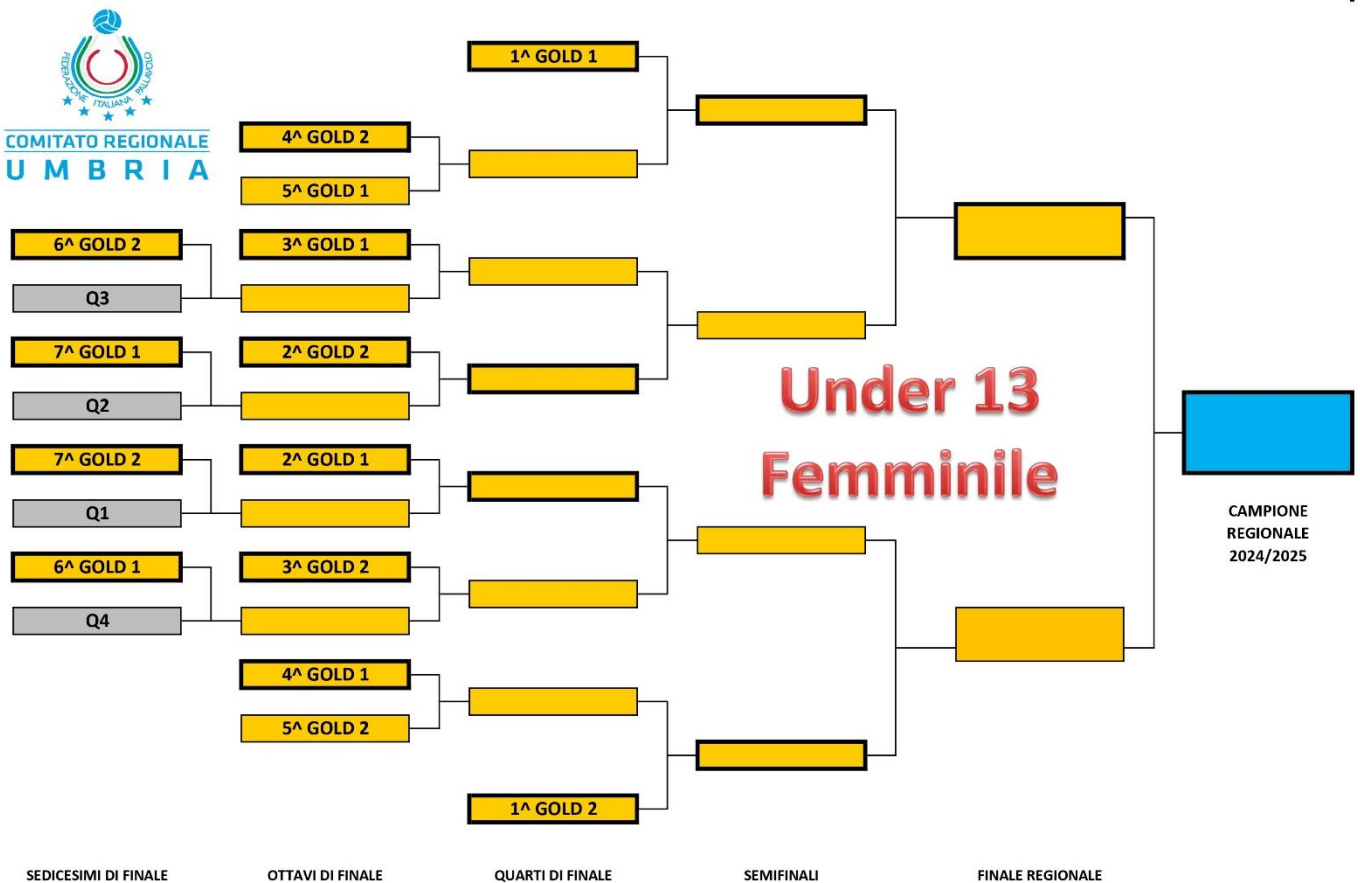 FEDERAZIONE ITALIANA PALLAVOLO
COMITATO REGIONALE
UMBRIA
1^ GOLD 1
4^ GOLD 2
5^ GOLD 1
6^ GOLD 2
3^ GOLD 1
Q3
7^ GOLD 1
2^ GOLD 2
Q2
7^ GOLD 2
2^ GOLD 1
Q1
6^ GOLD 1
3^ GOLD 2
Q4
4^ GOLD 1
5^ GOLD 2
1^ GOLD 2
Under 13
Femminile
CAMPIONE
REGIONALE
2024/2025
SEDICESIMI DI FINALE
OTTAVI DI FINALE
QUARTI DI FINALE
SEMIFINALI
FINALE REGIONALE